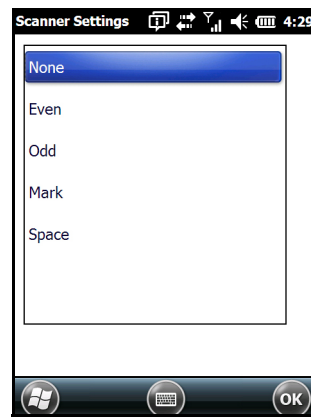 Scanner Settings 4:29
None
Even
Odd
Mark
Space
OK